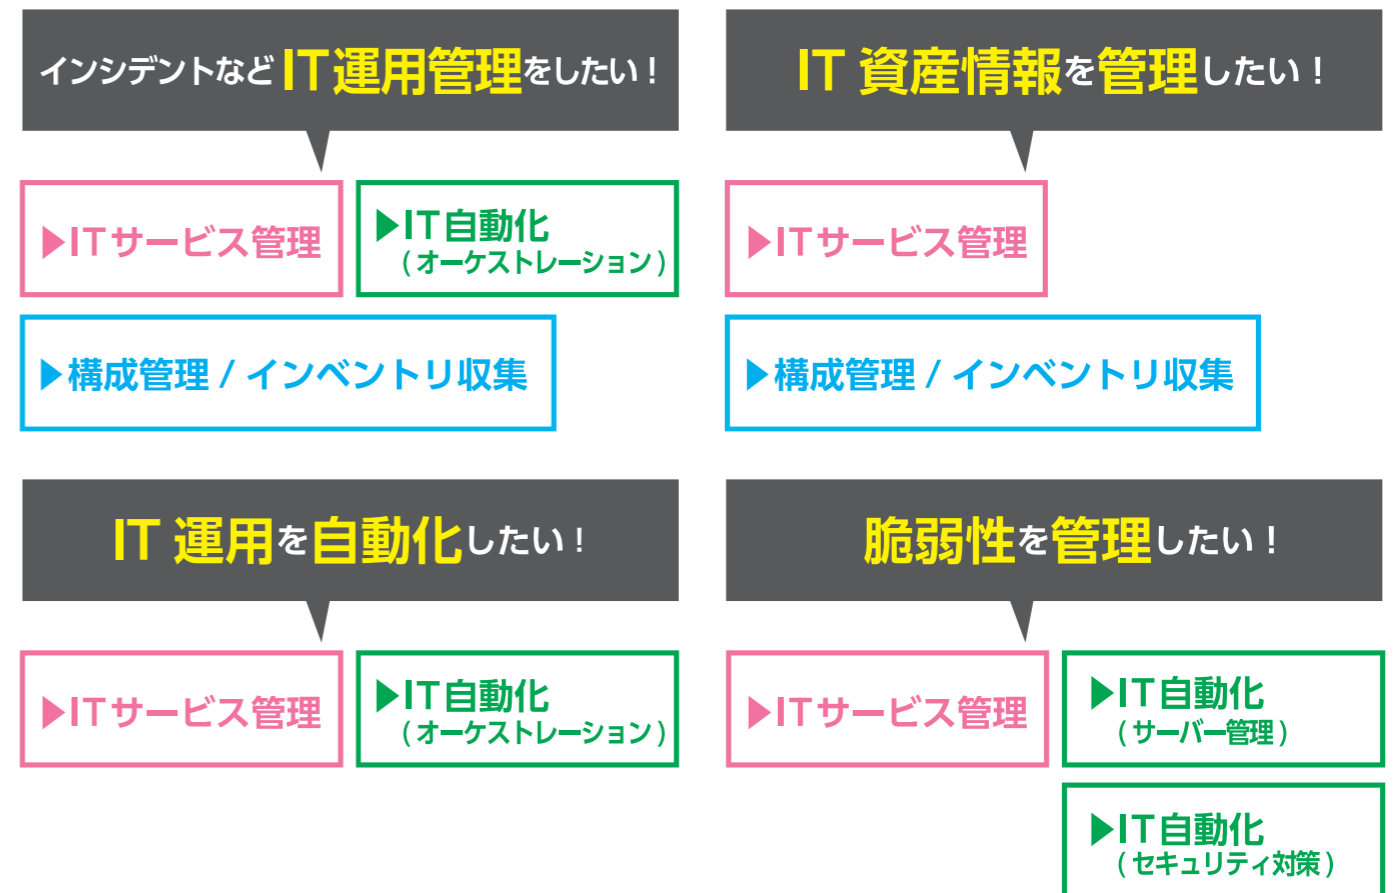 インシデントなどIT運用管理をしたい！
▶ITサービス管理
▶IT自動化
(オーケストレーション)
▶構成管理 / インベントリ収集
IT 資産情報を管理したい！
▶ITサービス管理
▶構成管理 / インベントリ収集
IT 運用を自動化したい！
▶ITサービス管理
▶IT自動化
(オーケストレーション)
脆弱性を管理したい！
▶ITサービス管理
▶IT自動化
(サーバー管理)
▶IT自動化
(セキュリティ対策)